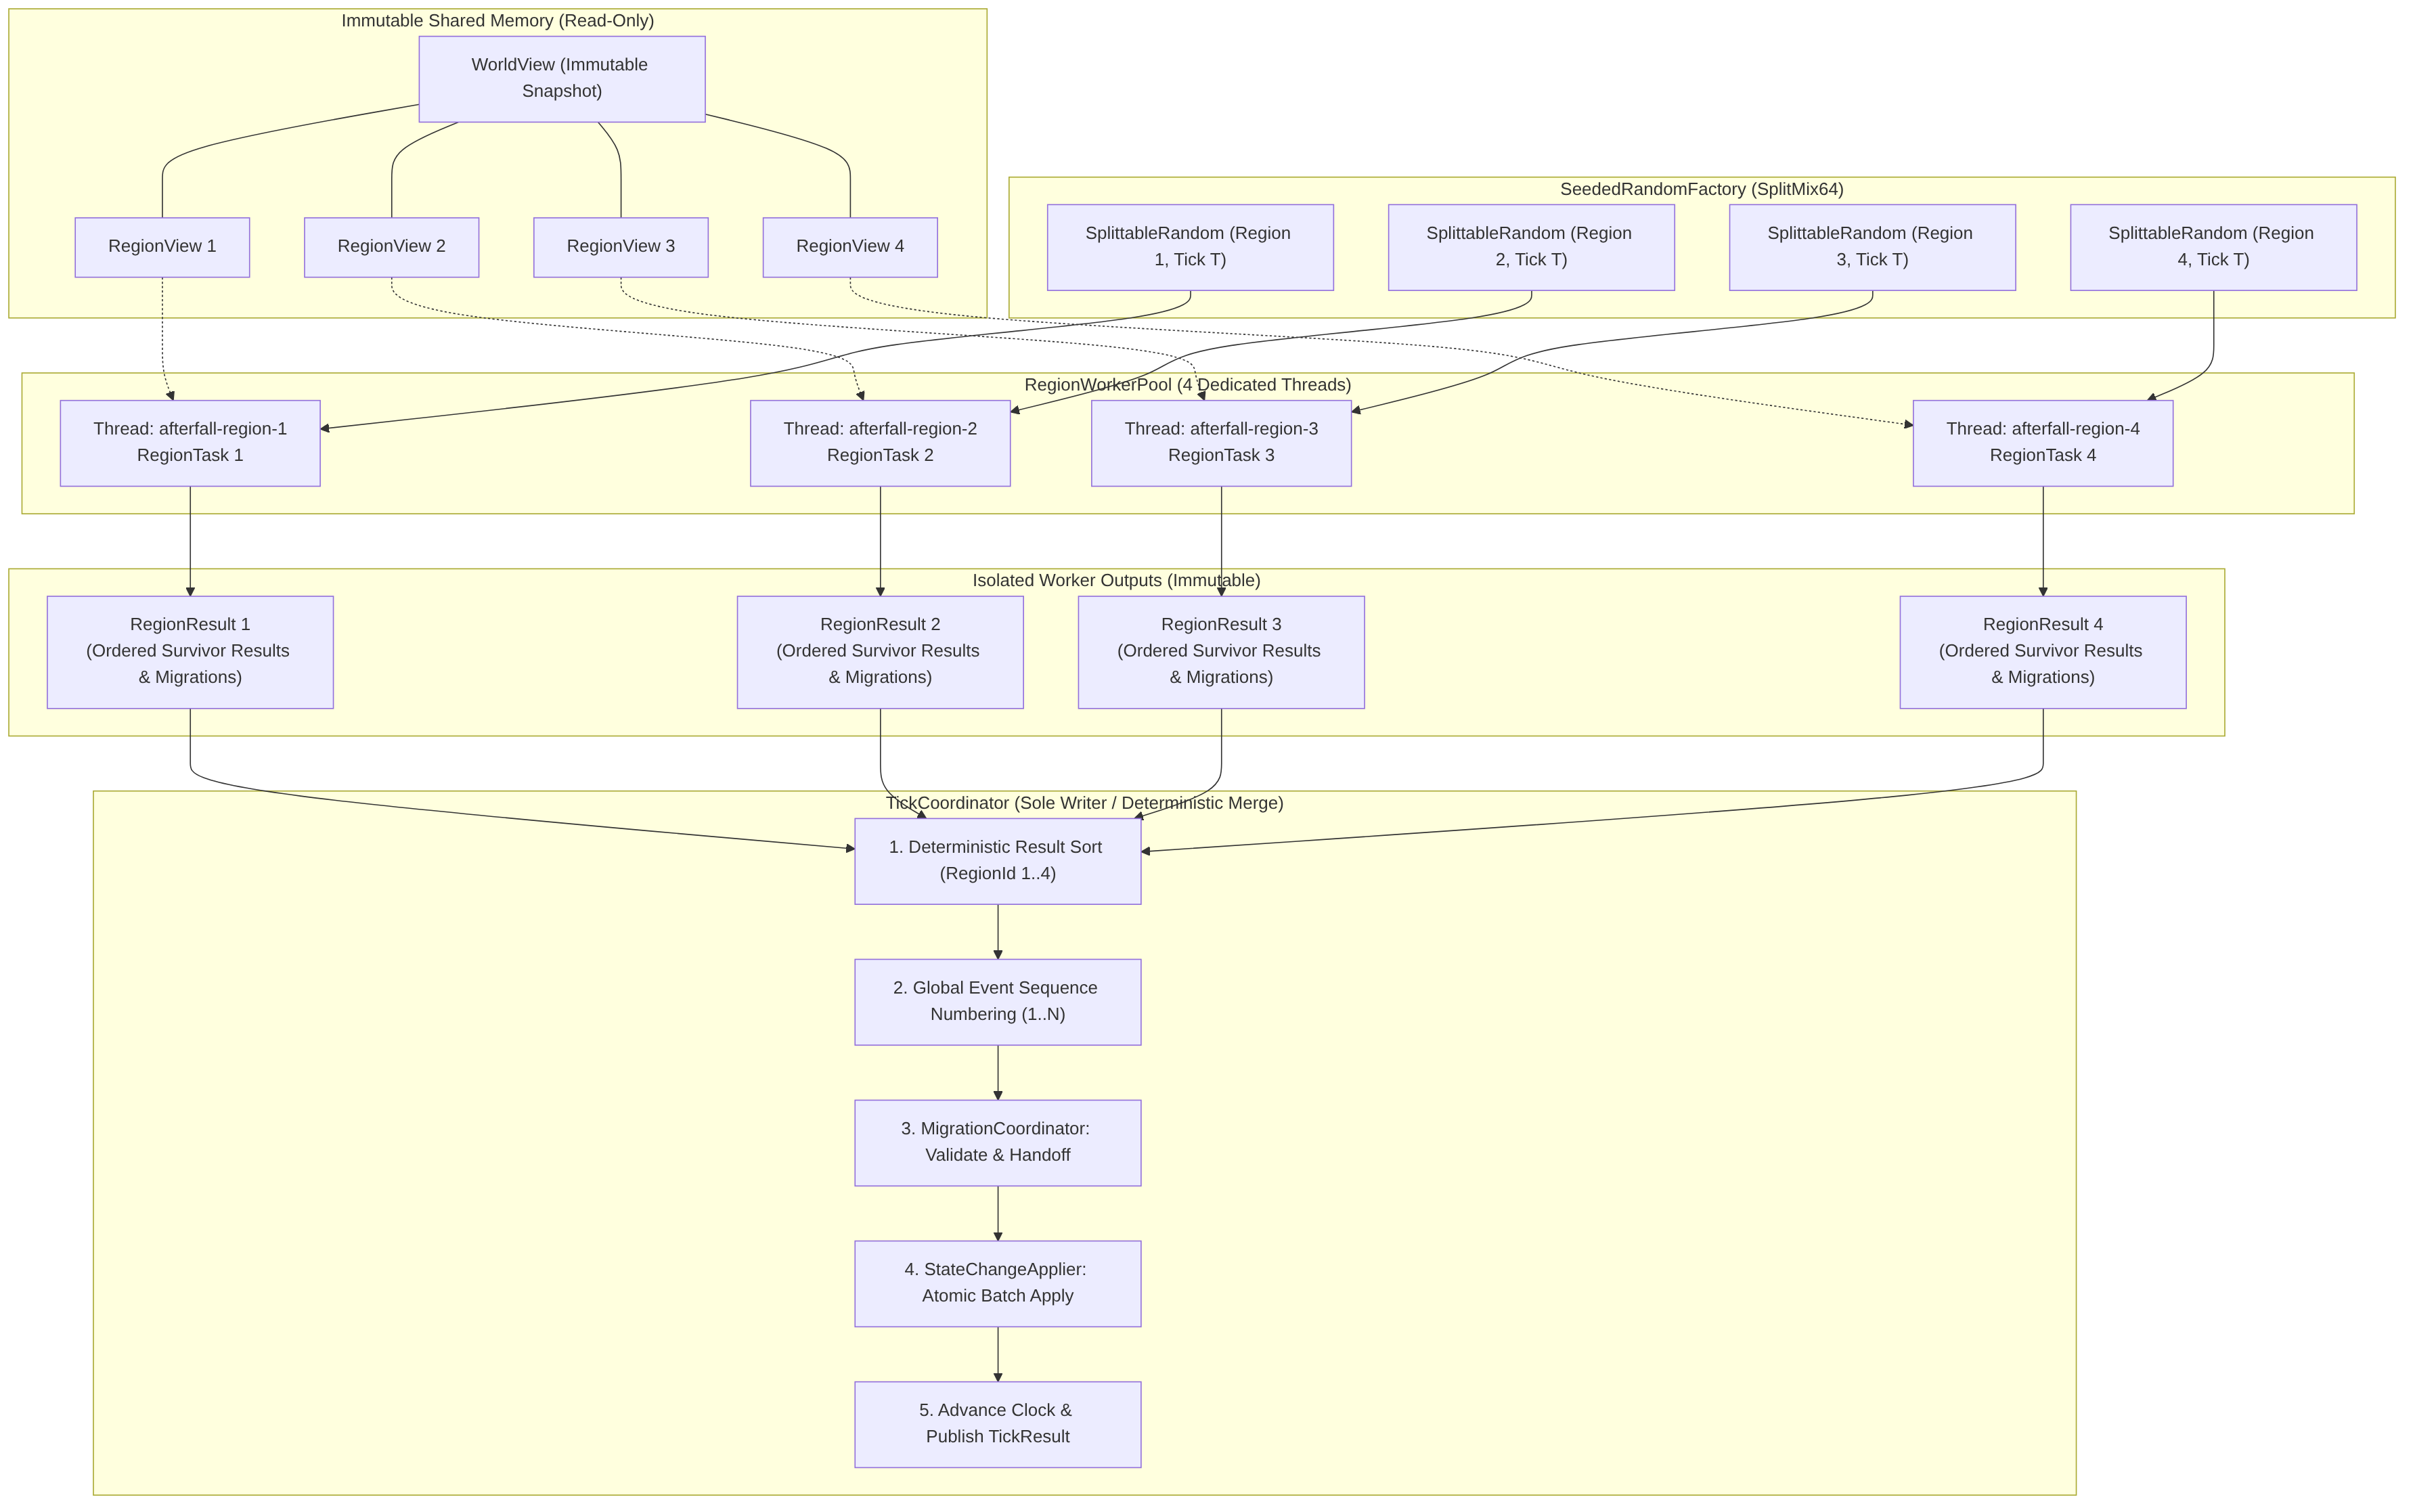 Immutable Shared Memory (Read-Only)
WorldView (Immutable
Snapshot)
RegionView 1
RegionView 2
RegionView 3
RegionView 4
SeededRandomFactory (SplitMix64)
SplittableRandom (Region
1, Tick T)
SplittableRandom (Region
2, Tick T)
SplittableRandom (Region
3, Tick T)
SplittableRandom (Region
4, Tick T)
RegionWorkerPool (4 Dedicated Threads)
Thread: afterfall-region-1
RegionTask 1
Thread: afterfall-region-2
RegionTask 2
Thread: afterfall-region-3
RegionTask 3
Thread: afterfall-region-4
RegionTask 4
Isolated Worker Outputs (Immutable)
RegionResult 1
(Ordered Survivor Results
& Migrations)
RegionResult 2
(Ordered Survivor Results
& Migrations)
RegionResult 3
(Ordered Survivor Results
& Migrations)
RegionResult 4
(Ordered Survivor Results
& Migrations)
TickCoordinator (Sole Writer / Deterministic Merge)
1. Deterministic Result Sort
(RegionId 1..4)
2. Global Event Sequence
Numbering (1..N)
3. MigrationCoordinator:
Validate & Handoff
4. StateChangeApplier:
Atomic Batch Apply
5. Advance Clock &
Publish TickResult